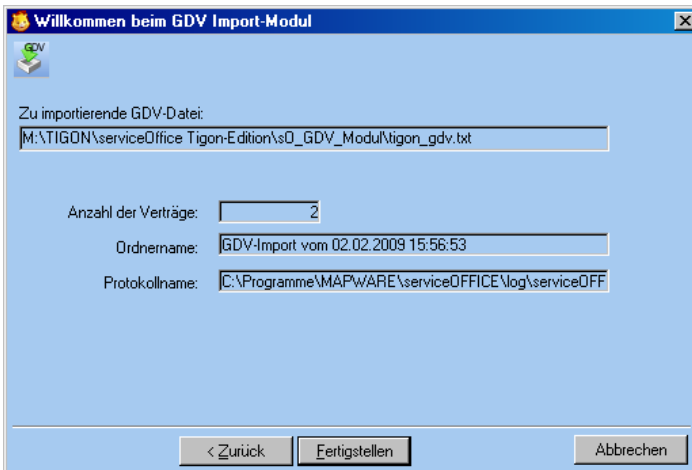 Willkommen beim GDV Import-Modul
GDV
Zu importierende GDV-Datei:
M:\TIGON\serviceOffice Tigon-Edition\sO_GDV_Modul\tigon_gdv.txt
Anzahl der Verträge: 2
Ordnername: GDV-Import vom 02.02.2009 15:56:53
Protokollname: C:\Programme\MAPWARE\serviceOFFICE\log\serviceOFF
< Zurück Fertigstellen Abbrechen